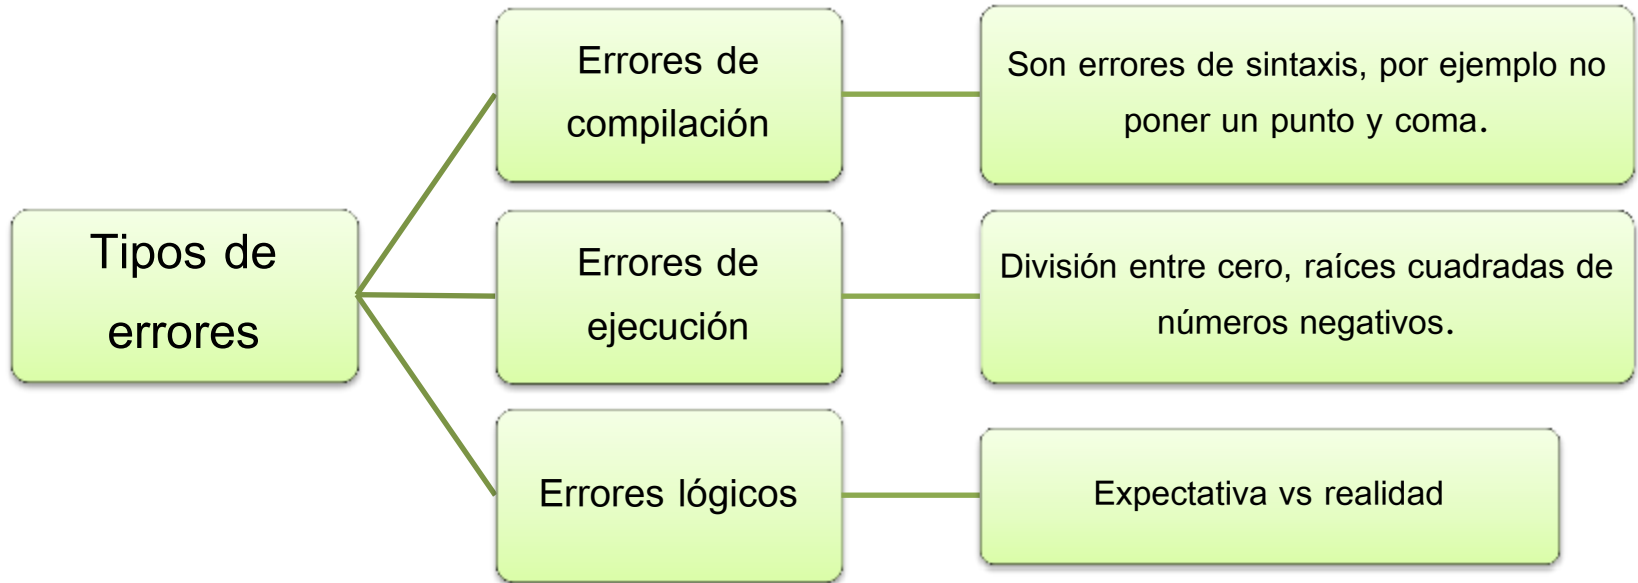 Tipos de
errores
Errores de
compilación
Son errores de sintaxis, por ejemplo no
poner un punto y coma.
Errores de
ejecución
División entre cero, raíces cuadradas de
números negativos.
Errores lógicos
Expectativa vs realidad